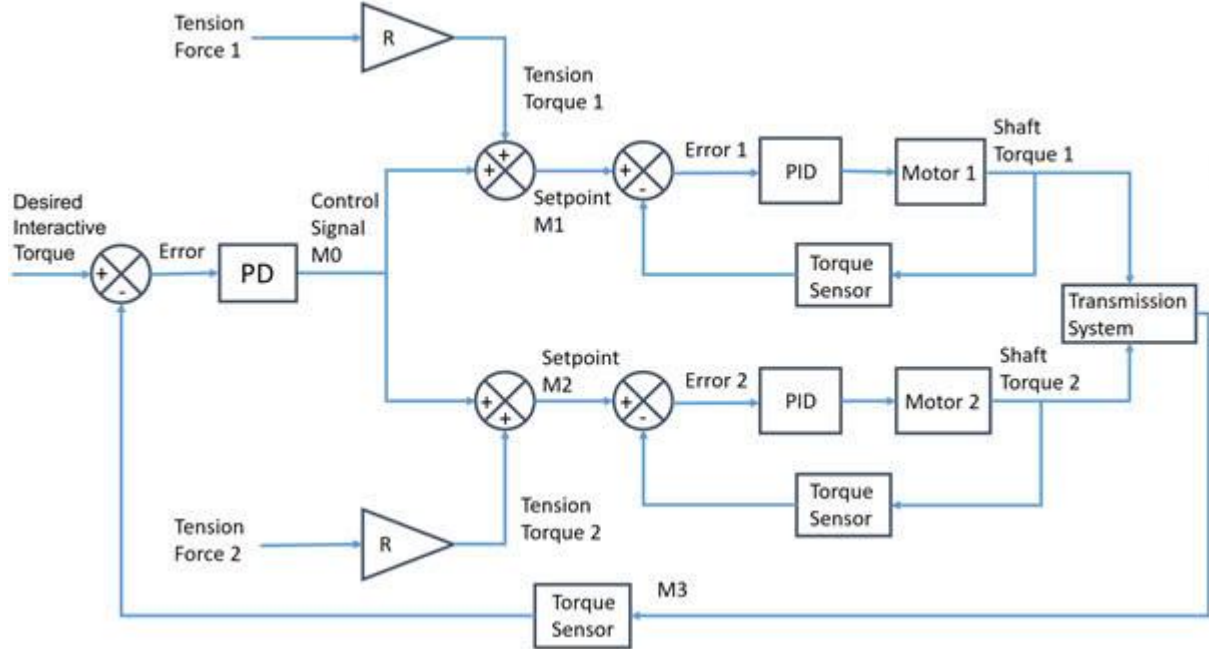 Tension
Force 1
R
Tension
Torque 1
+
+
Setpoint
M1
+
-
Error 1
PID
Motor 1
Shaft
Torque 1
Torque
Sensor
Desired
Interactive
Torque
+
-
Error
PD
Control
Signal
M0
Transmission
System
Setpoint
M2
+
+
+
-
Error 2
PID
Motor 2
Shaft
Torque 2
Torque
Sensor
Tension
Force 2
R
Tension
Torque 2
M3
Torque
Sensor